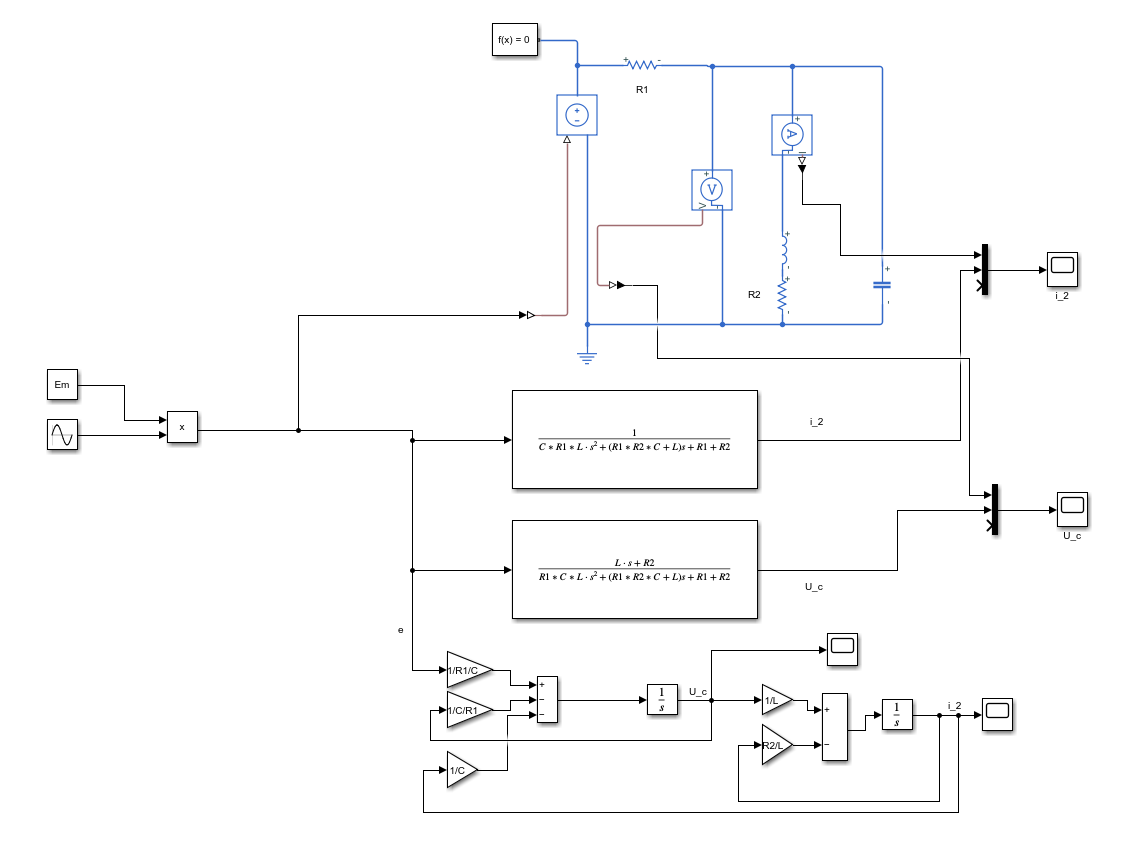 f(x) = 0
+
-
R1
+
-
+
A
I
-
+
V
V
-
+
-
+
R2
-
+
-
i_2
Em
x
i_2
1
C * R1 * L · s² + (R1 * R2 * C + L)s + R1 + R2
U_c
L · s + R2
R1 * C * L · s² + (R1 * R2 * C + L)s + R1 + R2
U_c
e
1/R1/C
1/C/R1
1/C
+
−
−
1
s
U_c
1/L
R2/L
+
−
1
s
i_2